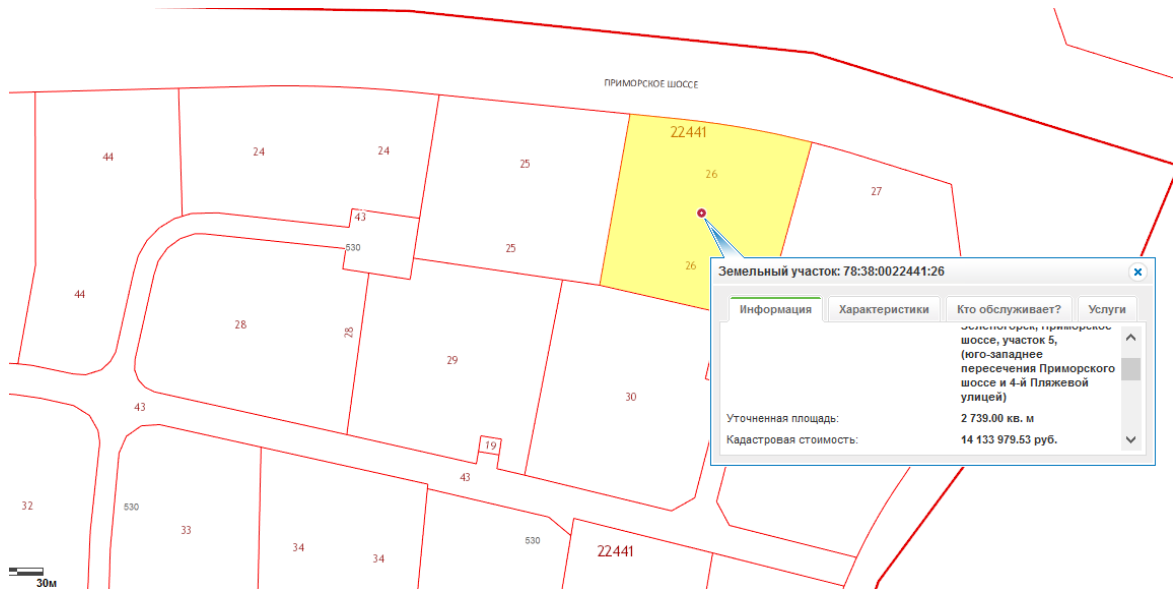 ПРИМОРСКОЕ ШОССЕ
22441
44
24
24
25
26
27
43
530
25
26
44
28
28
29
30
43
19
43
32
530
33
34
34
530
22441
30м
Земельный участок: 78:38:0022441:26
Информация
Характеристики
Кто обслуживает?
Услуги
Зеленогорск, Приморское
шоссе, участок 5,
(юго-западнее
пересечения Приморского
шоссе и 4-й Пляжевой
улицей)
Уточненная площадь: 2 739.00 кв. м
Кадастровая стоимость: 14 133 979.53 руб.